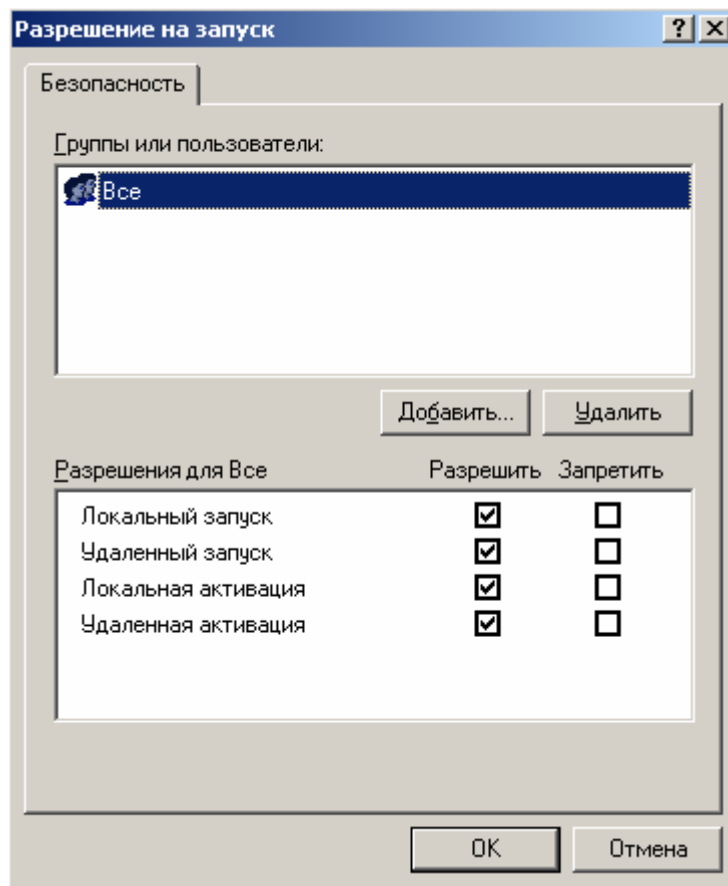 Разрешение на запуск
Безопасность
Группы или пользователи:
Все
Добавить... Удалить
Разрешения для Все Разрешить Запретить
Локальный запуск
Удаленный запуск
Локальная активация
Удаленная активация
OK Отмена